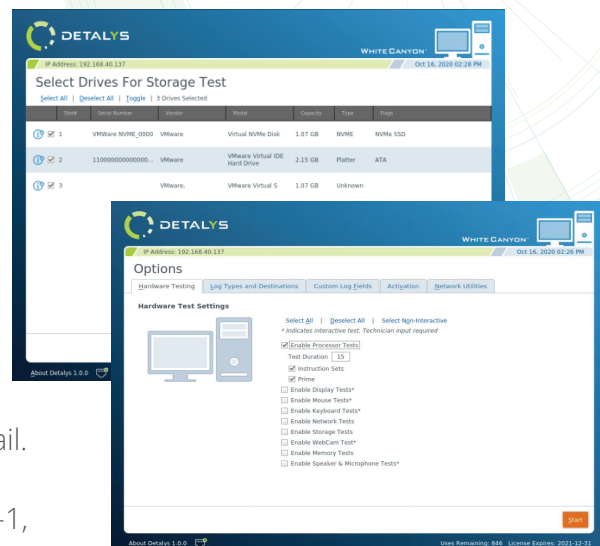 DETALYS
WHITECANYON
IP Address: 192.168.40.137
Oct 16, 2020 02:28 PM
Select Drives For Storage Test
Select All | Deselect All | Toggle | 3 Drives Selected
Slot# Serial Number Vendor Model Capacity Type Flags
1 VMWare NVME_0000 VMware Virtual NVMe Disk 1.07 GB NVME NVMe SSD
2 110000000000000... VMware VMware Virtual IDE Hard Drive 2.15 GB Platter ATA
3 VMware, VMware Virtual S 1.07 GB Unknown
About Detalys 1.0.0
DETALYS
WHITECANYON
IP Address: 192.168.40.137
Oct 16, 2020 02:26 PM
Options
Hardware Testing Log Types and Destinations Custom Log Fields Activation Network Utilities
Hardware Test Settings
Select All | Deselect All | Select Non-Interactive
* Indicates interactive test. Technician input required
Enable Processor Tests
Test Duration 15
Instruction Sets
Prime
Enable Display Tests*
Enable Mouse Tests*
Enable Keyboard Tests*
Enable Network Tests
Enable Storage Tests
Enable WebCam Test*
Enable Memory Tests
Enable Speaker & Microphone Tests*
Start
About Detalys 1.0.0
Uses Remaining: 846 License Expires: 2021-12-31
ail.
-1,